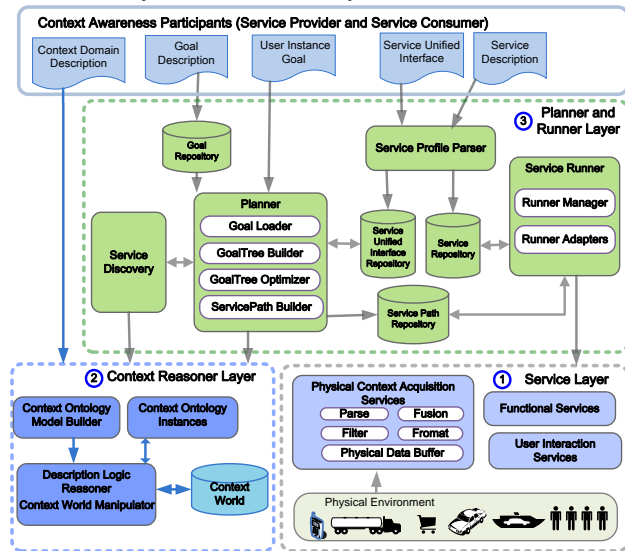 Context Awareness Participants (Service Provider and Service Consumer)
Context Domain
Description
Goal
Description
User Instance
Goal
Service Unified
Interface
Service
Description
3 Planner and
Runner Layer
Goal
Repository
Service Profile Parser
Service Runner
Runner Manager
Runner Adapters
Planner
Goal Loader
GoalTree Builder
GoalTree Optimizer
ServicePath Builder
Service
Discovery
Service
Unified
Interface
Repository
Service
Repository
Service Path
Repository
2 Context Reasoner Layer
Context Ontology
Model Builder
Context Ontology
Instances
Description Logic
Reasoner
Context World Manipulator
Context
World
1 Service Layer
Physical Context Acquisition
Services
Parse
Fusion
Filter
Fromat
Physical Data Buffer
Functional Services
User Interaction
Services
Physical Environment